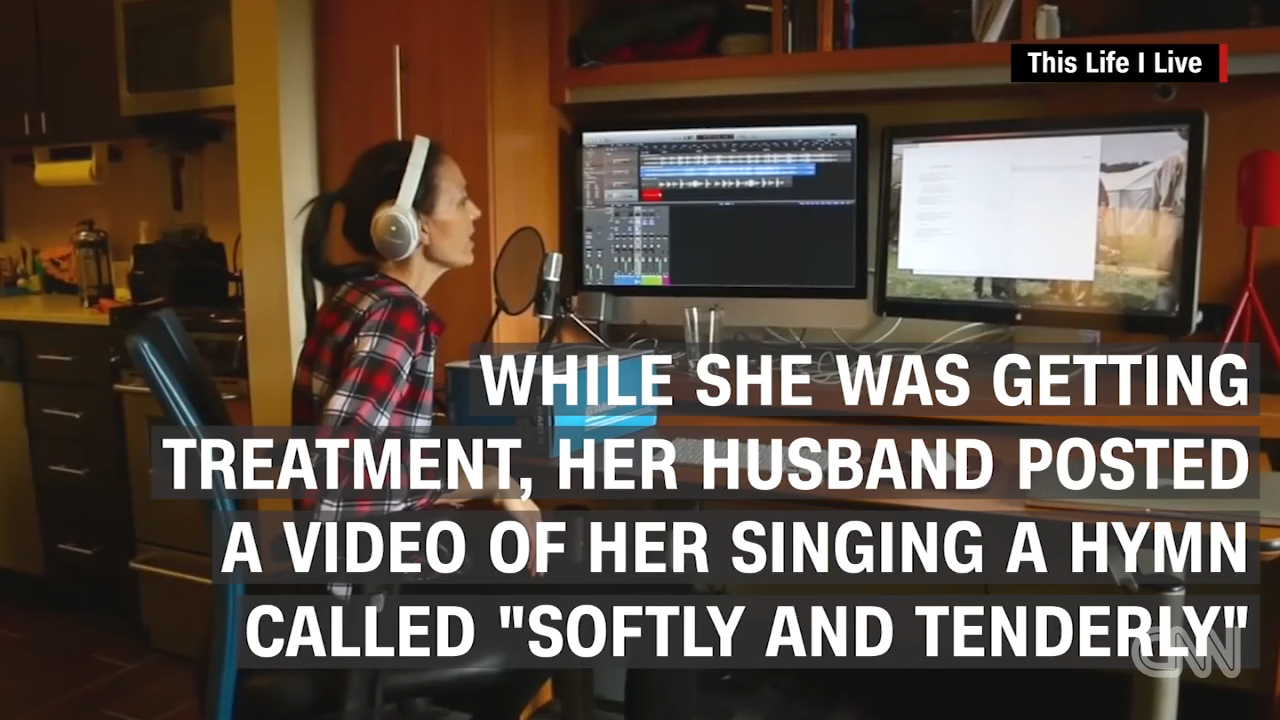 This Life I Live
WHILE SHE WAS GETTING
TREATMENT, HER HUSBAND POSTED
A VIDEO OF HER SINGING A HYMN
CALLED "SOFTLY AND TENDERLY"
CNN